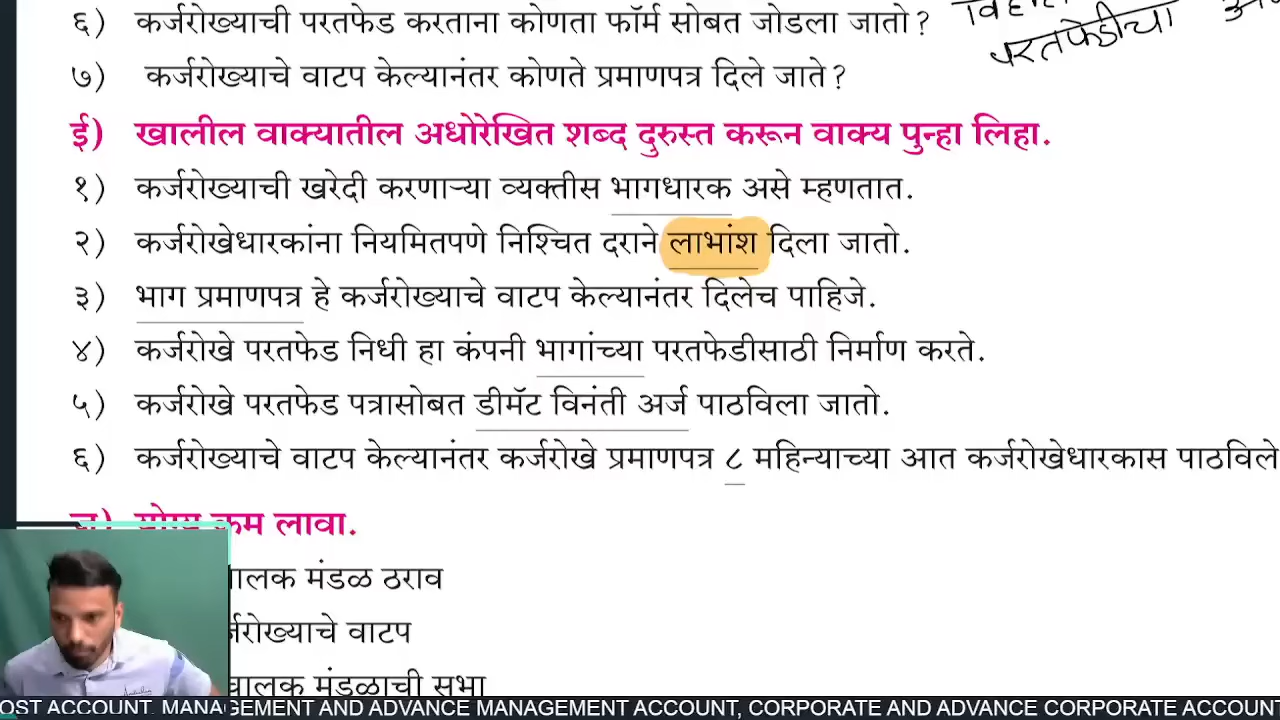 ६) कर्जरोख्याची परतफेड करताना कोणता फॉर्म सोबत जोडला जातो?
परतफेडीचा
७) कर्जरोख्याचे वाटप केल्यानंतर कोणते प्रमाणपत्र दिले जाते?
ई) खालील वाक्यातील अधोरेखित शब्द दुरुस्त करून वाक्य पुन्हा लिहा.
१) कर्जरोख्याची खरेदी करणाऱ्या व्यक्तीस भागधारक असे म्हणतात.
२) कर्जरोखेधारकांना नियमितपणे निश्चित दराने लाभांश दिला जातो.
३) भाग प्रमाणपत्र हे कर्जरोख्याचे वाटप केल्यानंतर दिलेच पाहिजे.
४) कर्जरोखे परतफेड निधी हा कंपनी भागांच्या परतफेडीसाठी निर्माण करते.
५) कर्जरोखे परतफेड पत्रासोबत डीमॅट विनंती अर्ज पाठविला जातो.
६) कर्जरोख्याचे वाटप केल्यानंतर कर्जरोखे प्रमाणपत्र ८ महिन्याच्या आत कर्जरोखेधारकास पाठविले
क्रम लावा.
मंडळ ठराव
वाटप
मंडळाची सभा
OST ACCOUNT, MANAGEMENT AND ADVANCE MANAGEMENT ACCOUNT, CORPORATE AND ADVANCE CORPORATE ACCOUNT